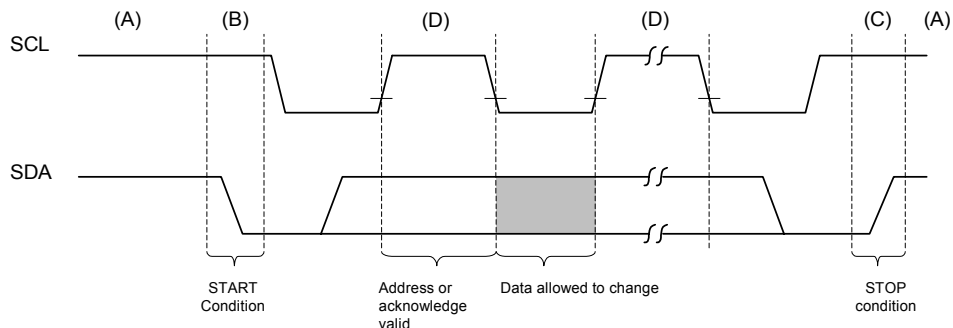 (A) (B) (D) (D) (C) (A)
SCL
SDA
START
Condition
Address or
acknowledge
valid
Data allowed to change
STOP
condition